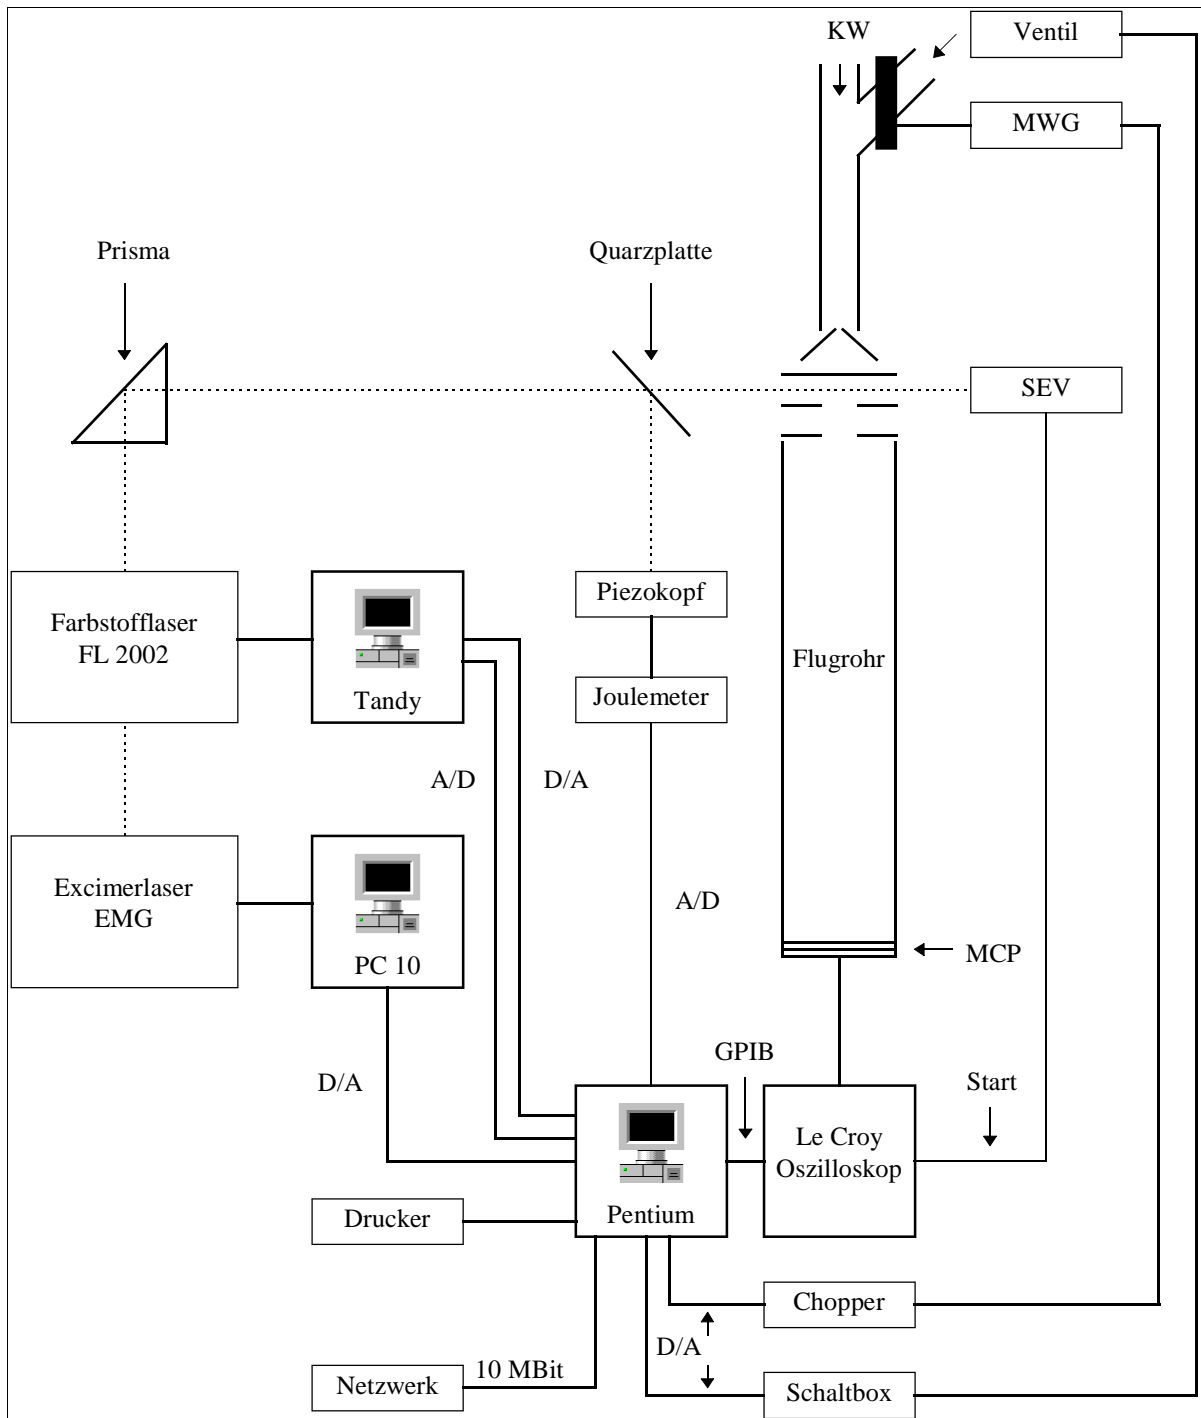 KW
Ventil
MWG
Prisma
Quarzplatte
SEV
Farbstofflaser
FL 2002
Tandy
Piezokopf
Flugrohr
Joulemeter
A/D
D/A
Excimerlaser
EMG
PC 10
A/D
MCP
GPIB
D/A
Start
Le Croy
Oszilloskop
Pentium
Drucker
Chopper
D/A
10 MBit
Netzwerk
Schaltbox